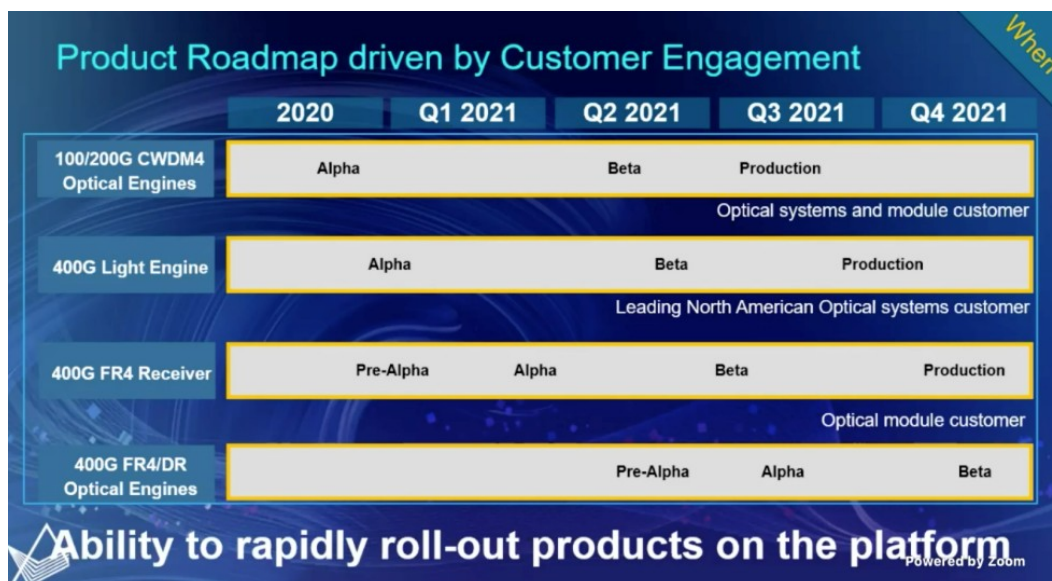 When
Product Roadmap driven by Customer Engagement
2020 Q1 2021 Q2 2021 Q3 2021 Q4 2021
100/200G CWDM4
Optical Engines
Alpha Beta Production
Optical systems and module customer
400G Light Engine
Alpha Beta Production
Leading North American Optical systems customer
400G FR4 Receiver
Pre-Alpha Alpha Beta Production
Optical module customer
400G FR4/DR
Optical Engines
Pre-Alpha Alpha Beta
Ability to rapidly roll-out products on the platform
Powered by Zoom